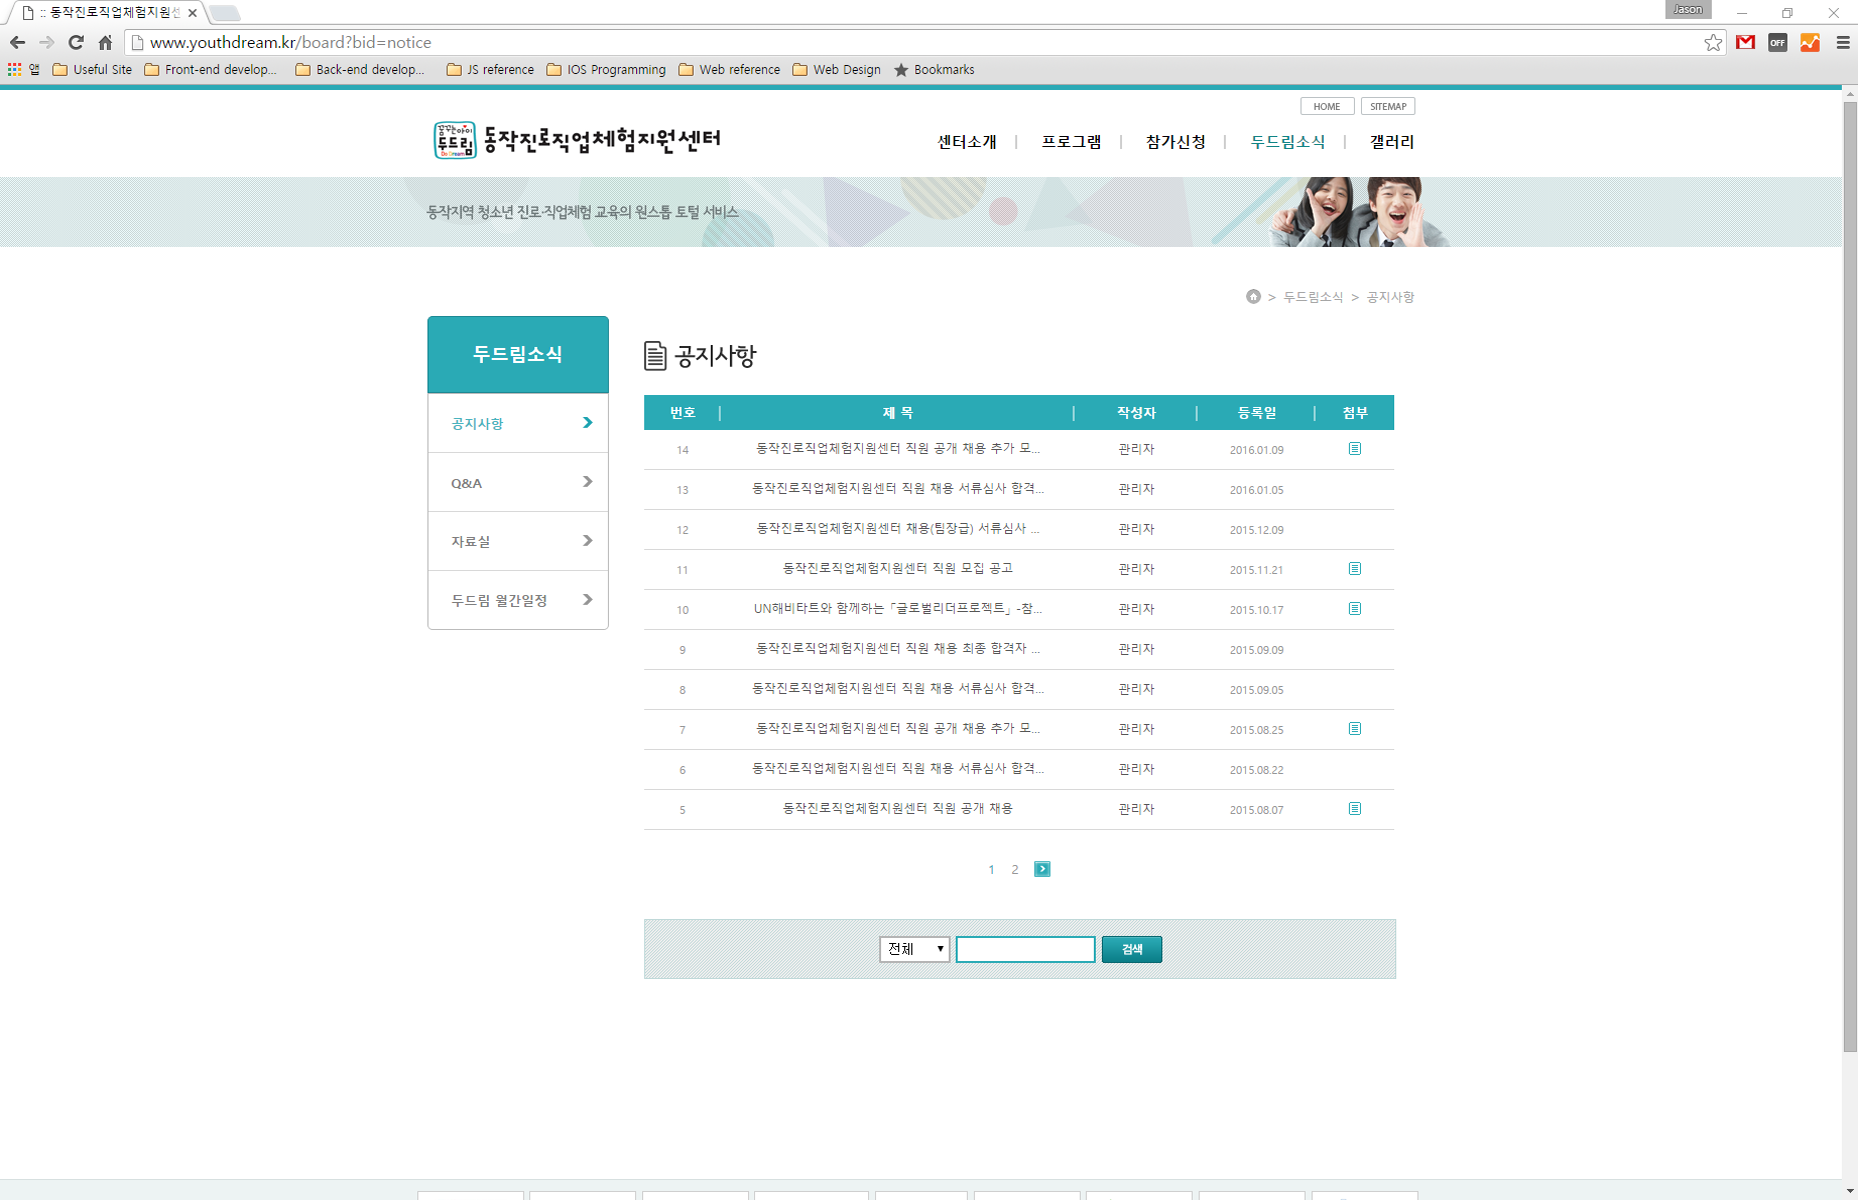 :: 동작진로직업체험지원센
Jason
www.youthdream.kr/board?bid=notice
OFF
앱 Useful Site Front-end develop... Back-end develop... JS reference IOS Programming Web reference Web Design Bookmarks
HOME SITEMAP
꿈꾸는아이 두드림 Do Dream 동작진로직업체험지원센터
센터소개 | 프로그램 | 참가신청 | 두드림소식 | 갤러리
동작지역 청소년 진로·직업체험 교육의 원스톱 토털 서비스
> 두드림소식 > 공지사항
두드림소식
공지사항
Q&A
자료실
두드림 월간일정
공지사항
번호 | 제 목 | 작성자 | 등록일 | 첨부
14 동작진로직업체험지원센터 직원 공개 채용 추가 모... 관리자 2016.01.09
13 동작진로직업체험지원센터 직원 채용 서류심사 합격... 관리자 2016.01.05
12 동작진로직업체험지원센터 채용(팀장급) 서류심사 ... 관리자 2015.12.09
11 동작진로직업체험지원센터 직원 모집 공고 관리자 2015.11.21
10 UN해비타트와 함께하는「글로벌리더프로젝트」-참... 관리자 2015.10.17
9 동작진로직업체험지원센터 직원 채용 최종 합격자 ... 관리자 2015.09.09
8 동작진로직업체험지원센터 직원 채용 서류심사 합격... 관리자 2015.09.05
7 동작진로직업체험지원센터 직원 공개 채용 추가 모... 관리자 2015.08.25
6 동작진로직업체험지원센터 직원 채용 서류심사 합격... 관리자 2015.08.22
5 동작진로직업체험지원센터 직원 공개 채용 관리자 2015.08.07
1 2
전체 검색